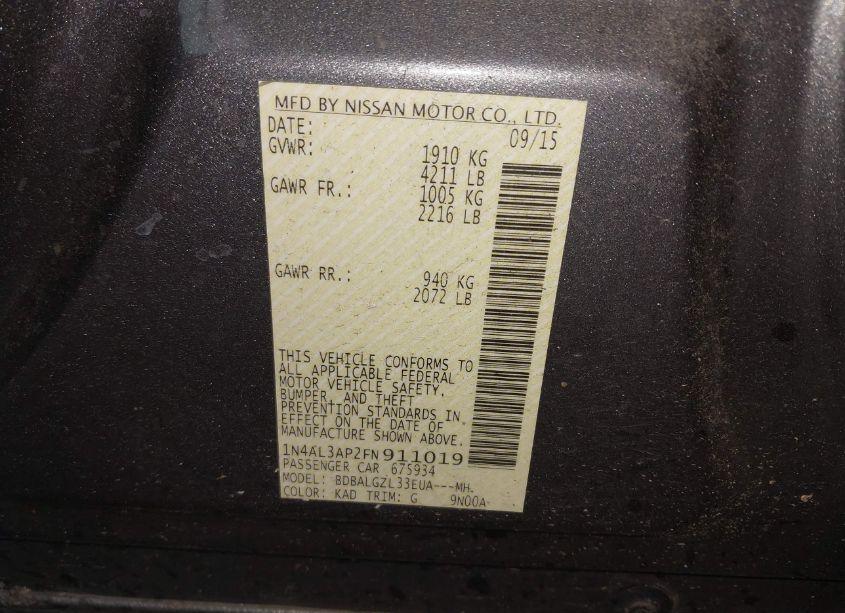 MFD BY NISSAN MOTOR CO., LTD.
DATE: 09/15
GVWR: 1910 KG
4211 LB
GAWR FR.: 1005 KG
2216 LB
GAWR RR.: 940 KG
2072 LB
THIS VEHICLE CONFORMS TO
ALL APPLICABLE FEDERAL
MOTOR VEHICLE SAFETY,
BUMPER, AND THEFT
PREVENTION STANDARDS IN
EFFECT ON THE DATE OF
MANUFACTURE SHOWN ABOVE.
1N4AL3AP2FN911019
PASSENGER CAR 675934
MODEL: BDBALGZL33EUA---MH
COLOR: KAD TRIM: G 9N00A